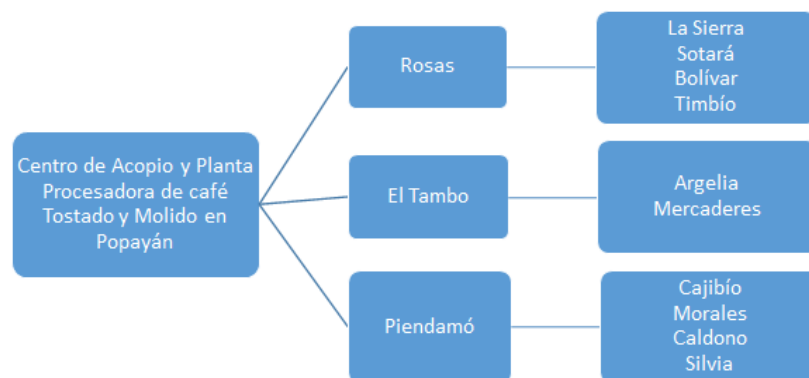 Centro de Acopio y Planta
Procesadora de café
Tostado y Molido en
Popayán
Rosas
La Sierra
Sotará
Bolívar
Timbío
El Tambo
Argelia
Mercaderes
Piendamó
Cajibío
Morales
Caldono
Silvia